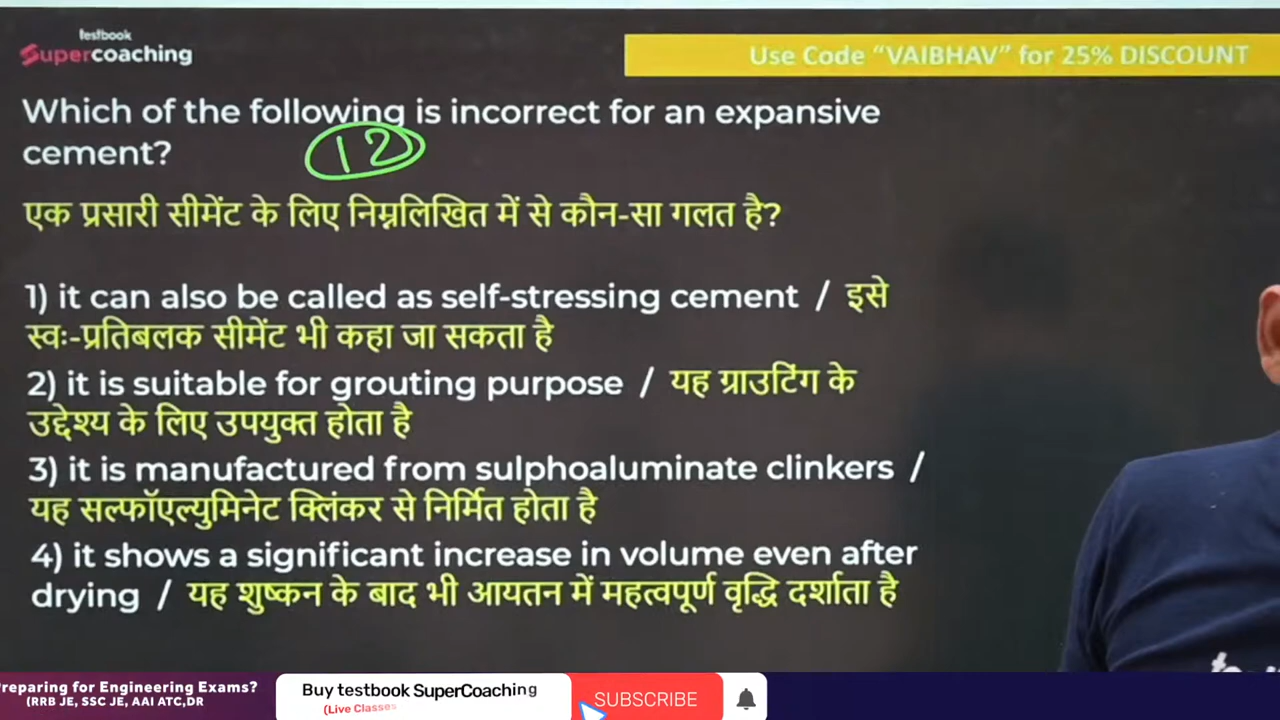 testbook
Supercoaching
Use Code “VAIBHAV” for 25% DISCOUNT
Which of the following is incorrect for an expansive
cement?
12
एक प्रसारी सीमेंट के लिए निम्नलिखित में से कौन-सा गलत है?
1) it can also be called as self-stressing cement / इसे
स्वः-प्रतिबलक सीमेंट भी कहा जा सकता है
2) it is suitable for grouting purpose / यह ग्राउटिंग के
उद्देश्य के लिए उपयुक्त होता है
3) it is manufactured from sulphoaluminate clinkers /
यह सल्फॉएल्युमिनेट क्लिंकर से निर्मित होता है
4) it shows a significant increase in volume even after
drying / यह शुष्कन के बाद भी आयतन में महत्वपूर्ण वृद्धि दर्शाता है
Preparing for Engineering Exams?
(RRB JE, SSC JE, AAI ATC,DR
Buy testbook SuperCoaching
(Live Classes
SUBSCRIBE